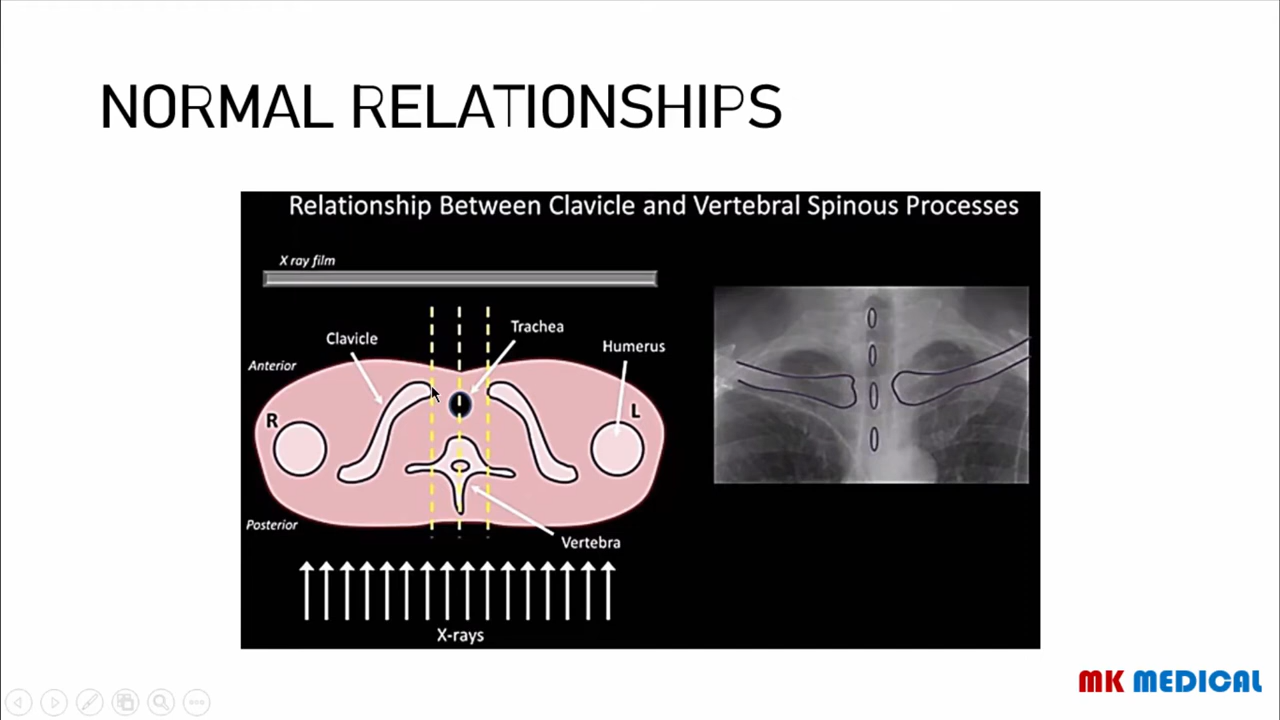 NORMAL RELATIONSHIPS
Relationship Between Clavicle and Vertebral Spinous Processes
X ray film
Clavicle
Trachea
Humerus
Anterior
R
L
Posterior
Vertebra
X-rays
MK MEDICAL